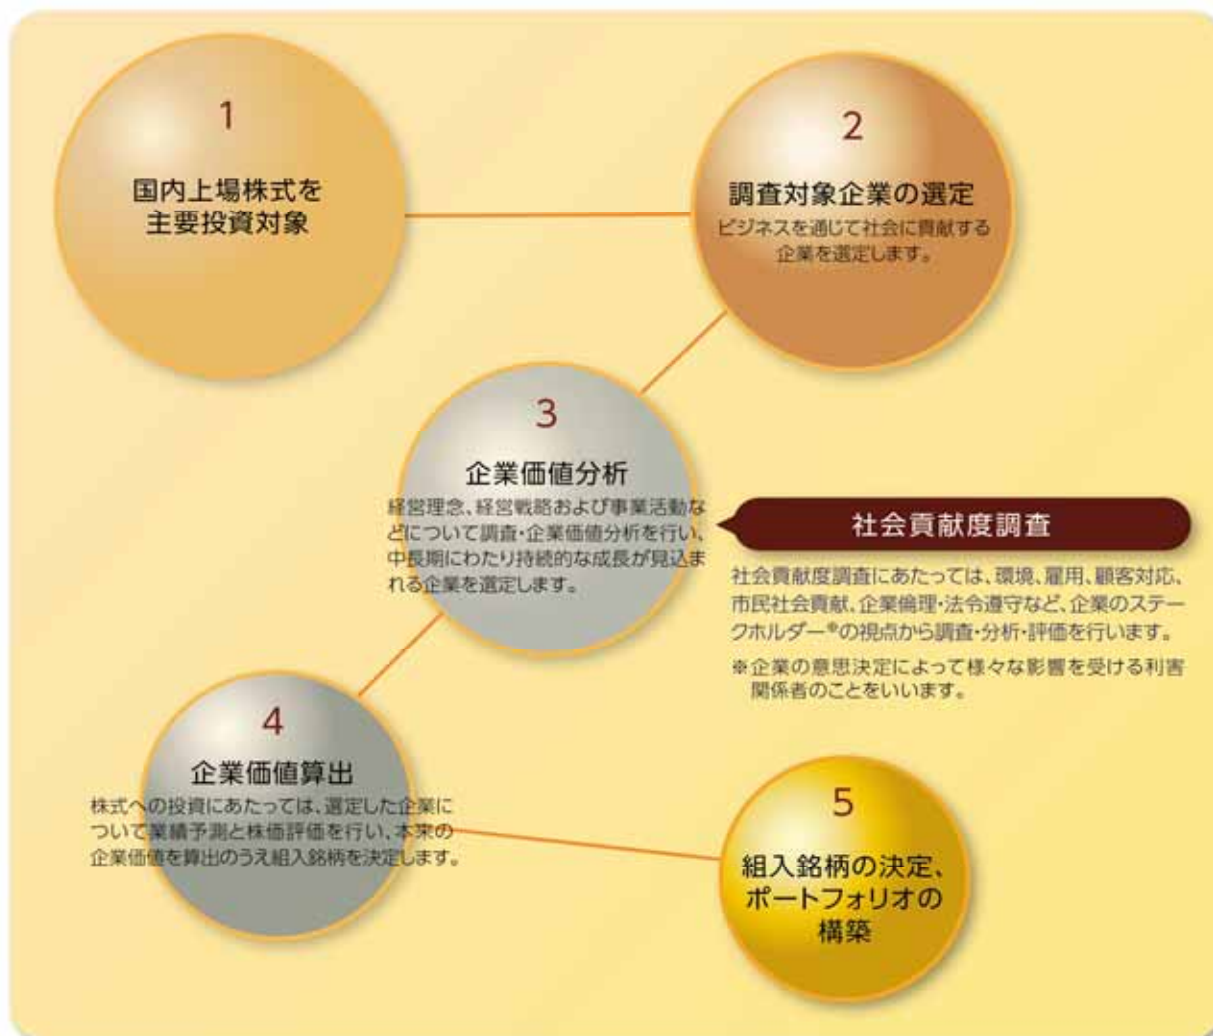 1
国内上場株式を
主要投資対象
2
調査対象企業の選定
ビジネスを通じて社会に貢献する
企業を選定します。
3
企業価値分析
経営理念、経営戦略および事業活動な
どについて調査・企業価値分析を行い、
中長期にわたり持続的な成長が見込ま
れる企業を選定します。
社会貢献度調査
社会貢献度調査にあたっては、環境、雇用、顧客対応、
市民社会貢献、企業倫理・法令遵守など、企業のステー
クホルダー※の視点から調査・分析・評価を行います。
※企業の意思決定によって様々な影響を受ける利害
関係者のことをいいます。
4
企業価値算出
株式への投資にあたっては、選定した企業に
ついて業績予測と株価評価を行い、本来の
企業価値を算出のうえ組入銘柄を決定します。
5
組入銘柄の決定、
ポートフォリオの
構築